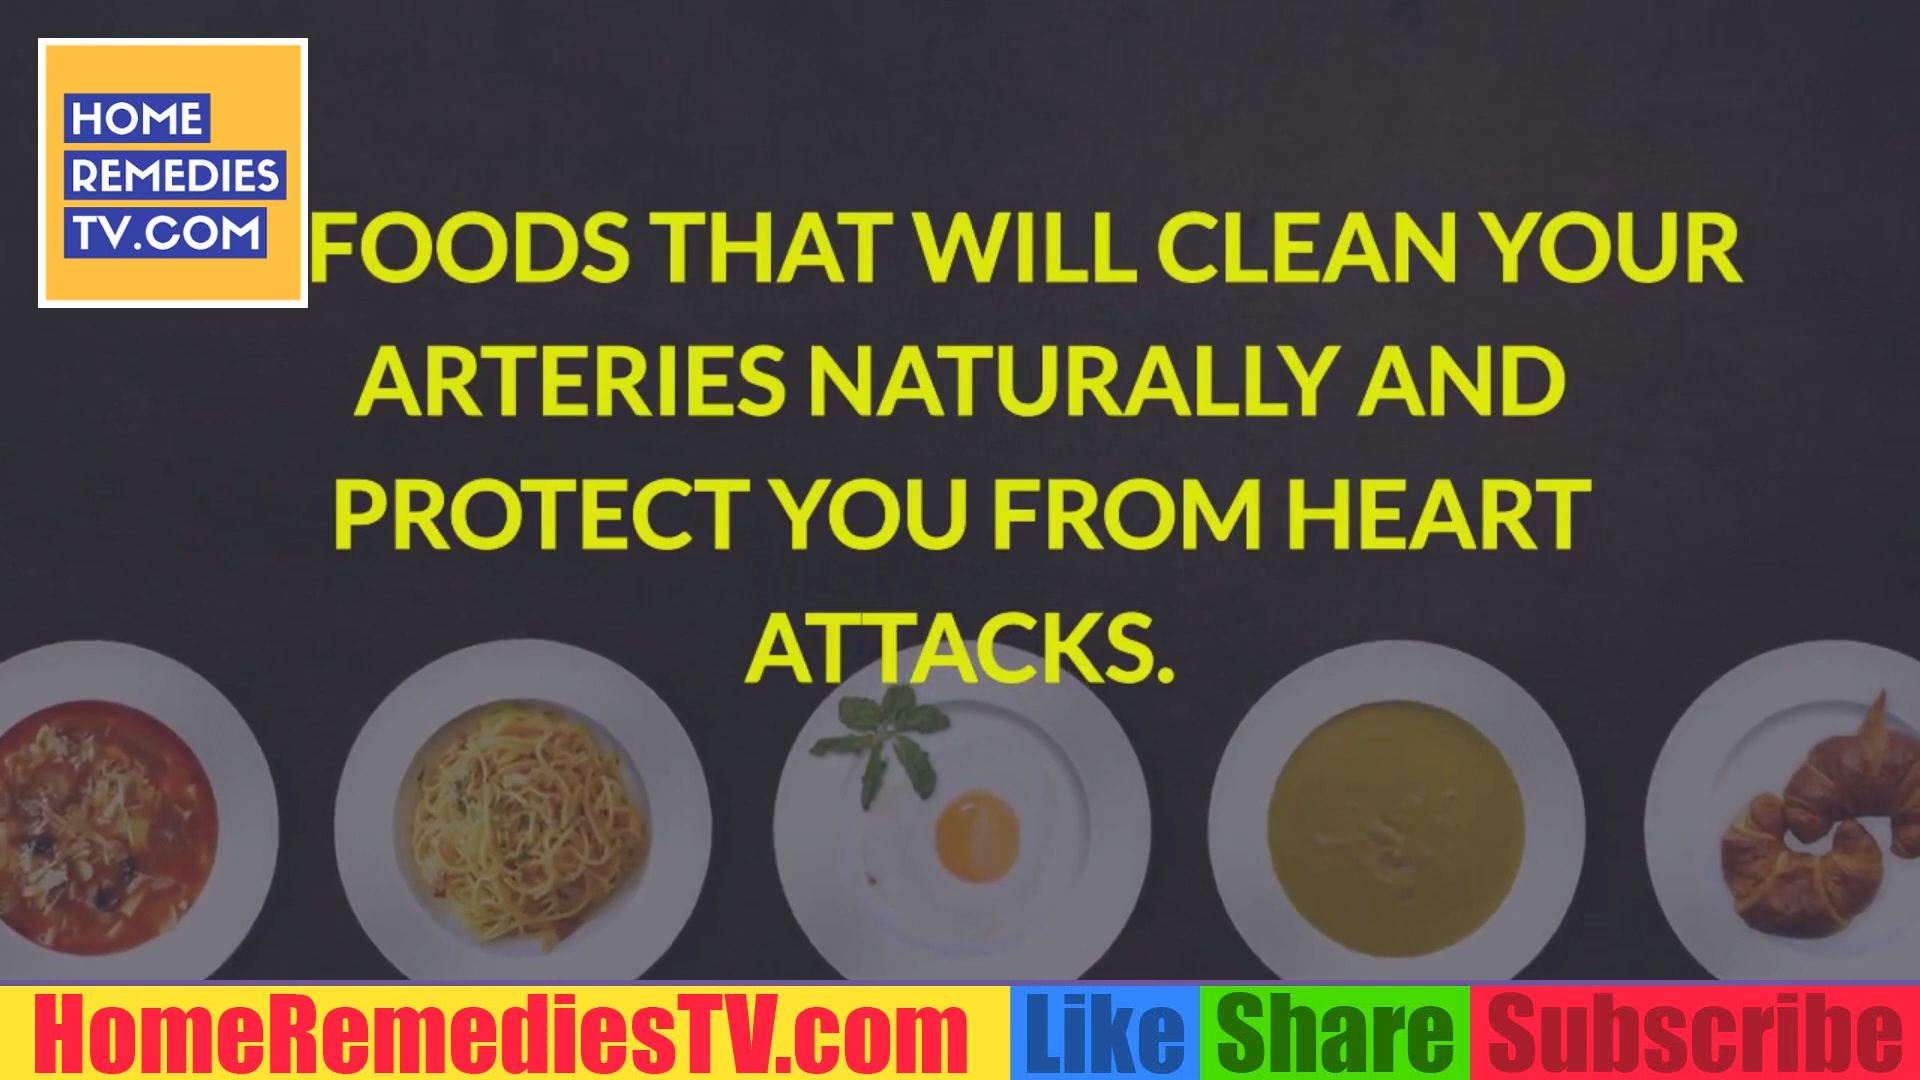 HOME
REMEDIES
TV.COM
FOODS THAT WILL CLEAN YOUR
ARTERIES NATURALLY AND
PROTECT YOU FROM HEART
ATTACKS.
HomeRemediesTV.com Like Share Subscribe